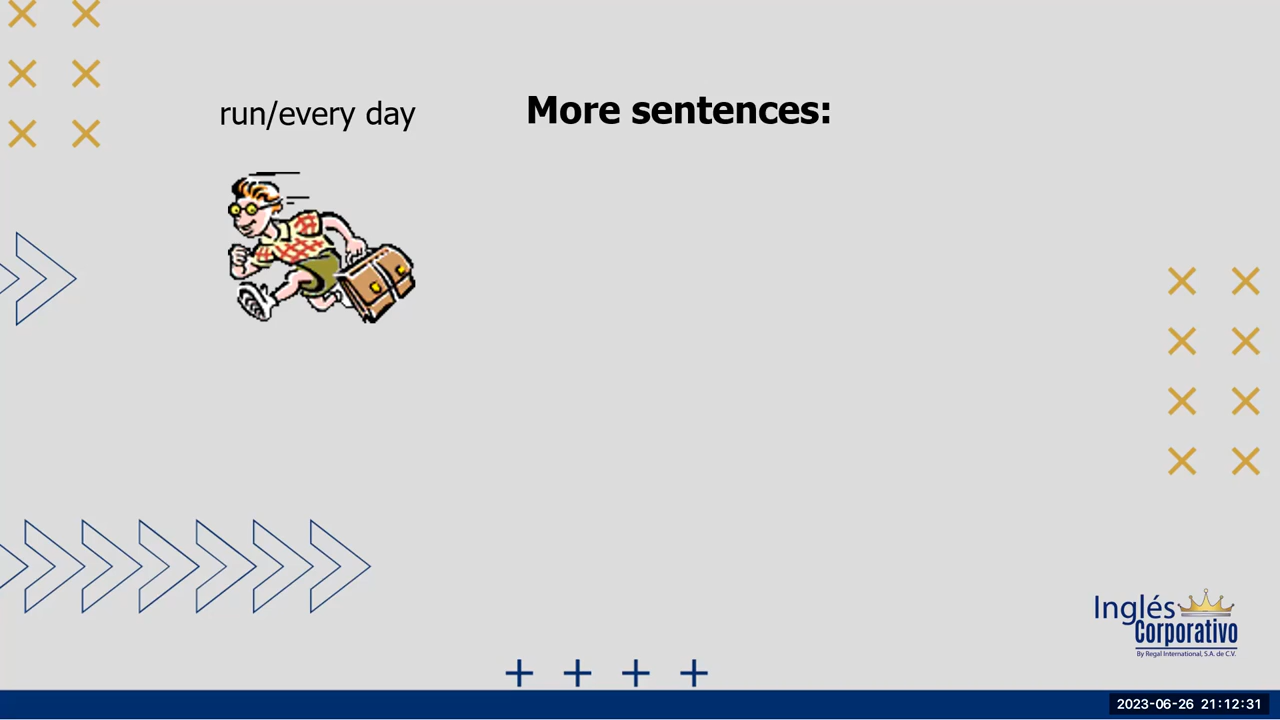 run/every day
More sentences:
Inglés
Corporativo
By Regal International, S.A. de C.V.
2023-06-26 21:12:31